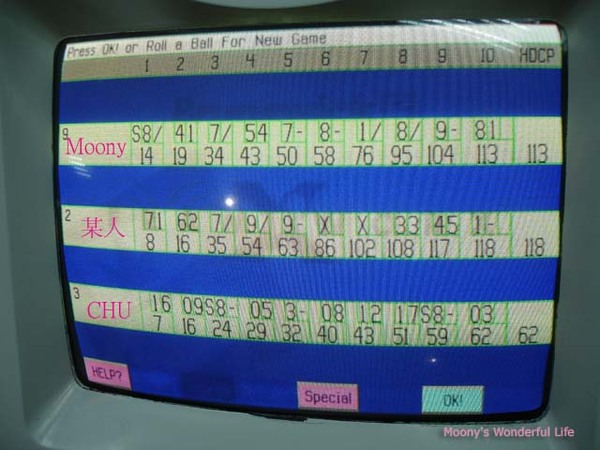 Press OK! or Roll a Ball For New Game
1 2 3 4 5 6 7 8 9 10 HDCP
9
Moony S8/ 41 7/ 54 7- 8- 1/ 8/ 9- 81
14 19 34 43 50 58 76 95 104 113 113
2
某人 71 62 7/ 9/ 9- X X 33 45 1-
8 16 35 54 63 86 102 108 117 118 118
3
CHU 16 09 S8- 05 3- 08 12 17 S8- 03
7 16 24 29 32 40 43 51 59 62 62
HELP?
Special
OK!
Moony's Wonderful Life